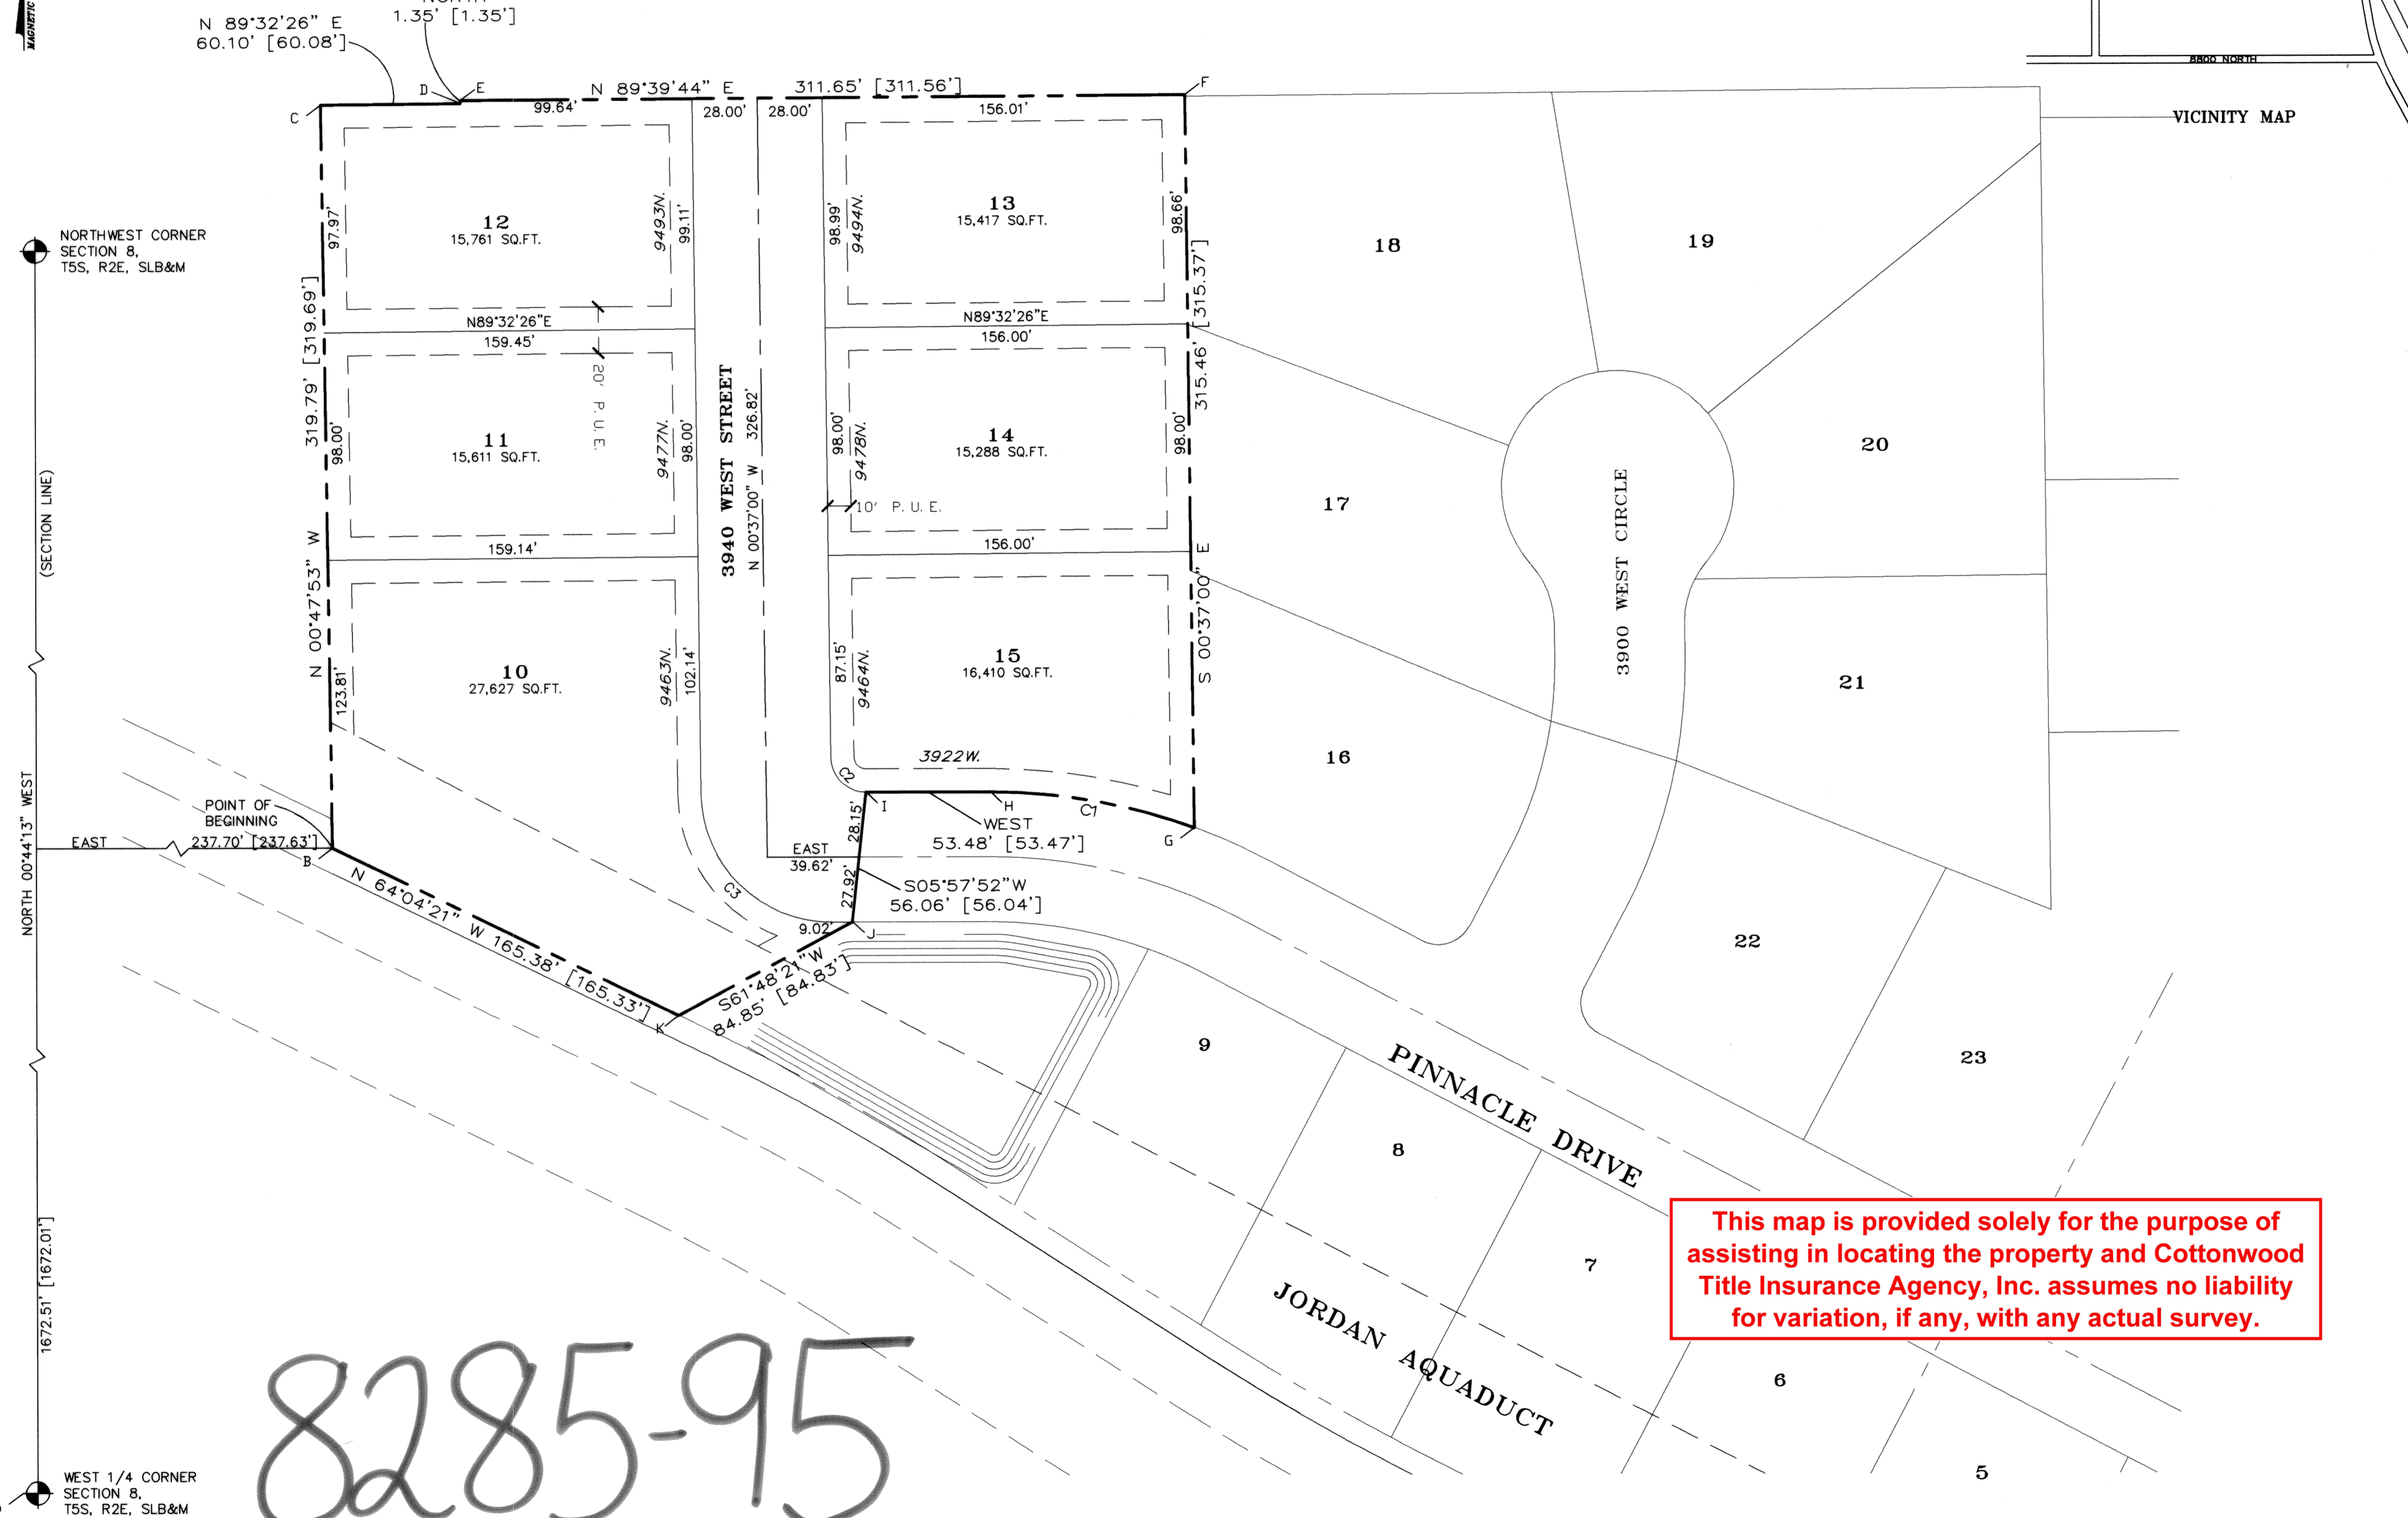 MAGNETIC
N 89°32'26" E
60.10' [60.08']
1.35' [1.35']
8800 NORTH
VICINITY MAP
C
D
E
N 89°39'44" E
311.65' [311.56']
F
99.64'
28.00'
28.00'
156.01'
NORTHWEST CORNER
SECTION 8,
T5S, R2E, SLB&M
97.97'
12
15,761 SQ.FT.
9493N.
99.11'
98.99'
9494N.
13
15,417 SQ.FT.
98.66'
18
19
319.79' [319.69']
N89°32'26"E
159.45'
N89°32'26"E
156.00'
315.46' [315.37']
98.00'
11
15,611 SQ.FT.
20' P.U.E.
9477N.
98.00'
3940 WEST STREET
N 00°37'00" W 326.82'
98.00'
9478N.
14
15,288 SQ.FT.
98.00'
10' P.U.E.
17
20
3900 WEST CIRCLE
(SECTION LINE)
N 00°47'53" W
159.14'
156.00'
S 00°37'00" E
123.81'
10
27,627 SQ.FT.
9463N.
102.14'
87.15'
9464N.
15
16,410 SQ.FT.
21
16
3922W.
C2
NORTH 00°44'13" WEST
POINT OF
BEGINNING
EAST
237.70' [237.63']
B
I
H
C1
G
28.15'
WEST
53.48' [53.47']
EAST
39.62'
27.92'
S05°57'52"W
56.06' [56.04']
C3
9.02'
J
N 64°04'21" W 165.38' [165.33']
K
S61°48'21"W
84.85' [84.83']
22
23
9
PINNACLE DRIVE
8
7
This map is provided solely for the purpose of
assisting in locating the property and Cottonwood
Title Insurance Agency, Inc. assumes no liability
for variation, if any, with any actual survey.
JORDAN AQUADUCT
6
5
1672.51' [1672.01']
8285-95
WEST 1/4 CORNER
SECTION 8,
T5S, R2E, SLB&M